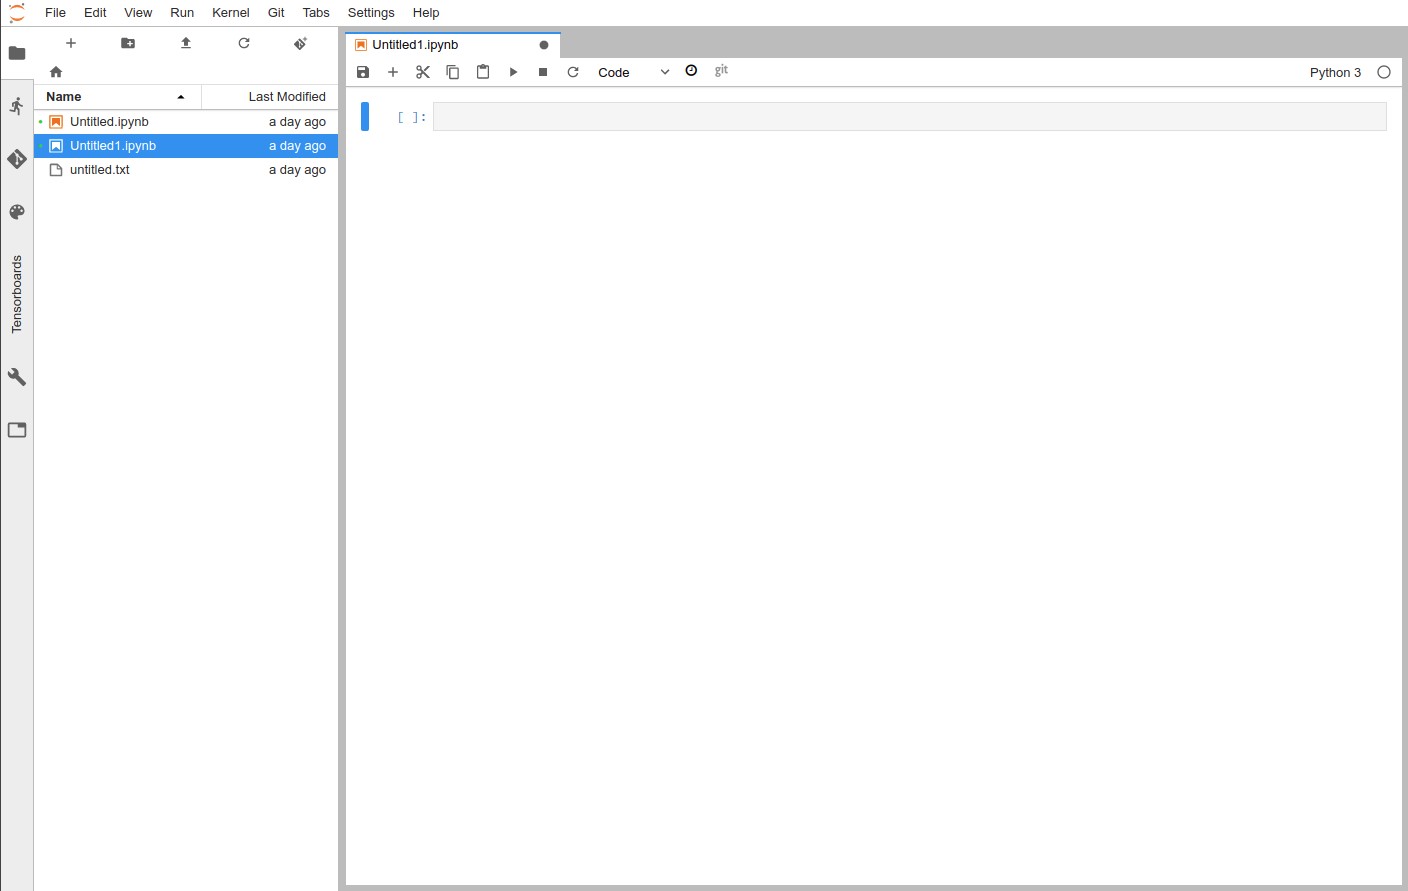 File Edit View Run Kernel Git Tabs Settings Help
Untitled1.ipynb
Code git Python 3
Name Last Modified
Untitled.ipynb a day ago
Untitled1.ipynb a day ago
untitled.txt a day ago
[ ]:
Tensorboards